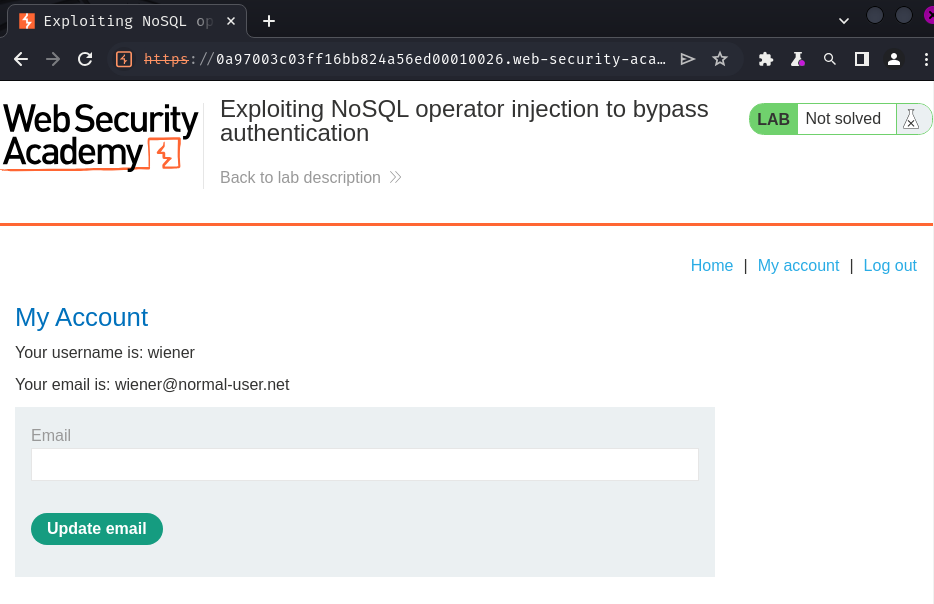 Exploiting NoSQL op
https://0a97003c03ff16bb824a56ed00010026.web-security-aca…
Web Security
Academy
Exploiting NoSQL operator injection to bypass
authentication
LAB Not solved
Back to lab description
Home | My account | Log out
My Account
Your username is: wiener
Your email is: wiener@normal-user.net
Email
Update email